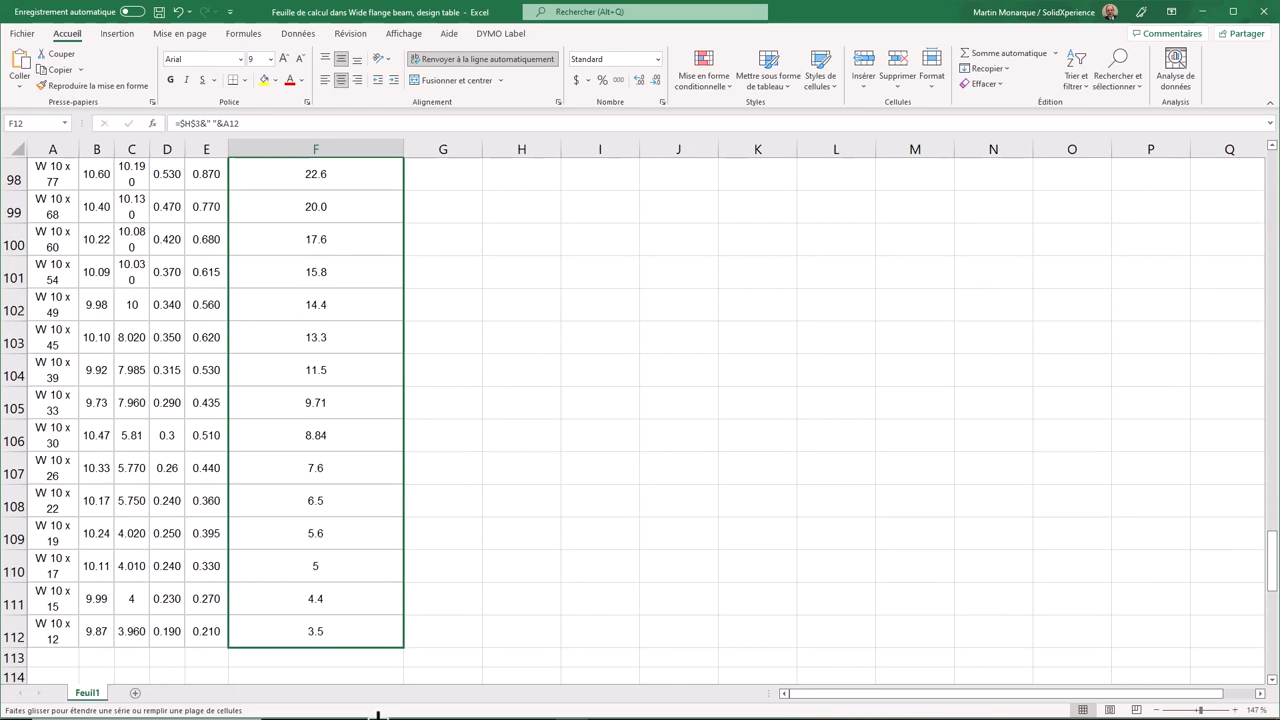 Enregistrement automatique
Feuille de calcul dans Wide flange beam, design table - Excel
Rechercher (Alt+Q)
Martin Monarque / SolidXperience
Fichier Accueil Insertion Mise en page Formules Données Révision Affichage Aide DYMO Label
Commentaires Partager
Coller
Couper
Copier
Reproduire la mise en forme
Presse-papiers
Arial 9
G I S
Police
Renvoyer à la ligne automatiquement
Fusionner et centrer
Alignement
Standard
$ % 000
Nombre
Mise en forme conditionnelle
Mettre sous forme de tableau
Styles de cellules
Styles
Insérer Supprimer Format
Cellules
Somme automatique
Recopier
Effacer
Trier et filtrer
Rechercher et sélectionner
Édition
Analyse de données
Analysis
F12 fx =$H$3&" "&A12
A B C D E F G H I J K L M N O P Q
98 W 10 x 77 10.60 10.190 0.530 0.870 22.6
99 W 10 x 68 10.40 10.130 0.470 0.770 20.0
100 W 10 x 60 10.22 10.080 0.420 0.680 17.6
101 W 10 x 54 10.09 10.030 0.370 0.615 15.8
102 W 10 x 49 9.98 10 0.340 0.560 14.4
103 W 10 x 45 10.10 8.020 0.350 0.620 13.3
104 W 10 x 39 9.92 7.985 0.315 0.530 11.5
105 W 10 x 33 9.73 7.960 0.290 0.435 9.71
106 W 10 x 30 10.47 5.81 0.3 0.510 8.84
107 W 10 x 26 10.33 5.770 0.26 0.440 7.6
108 W 10 x 22 10.17 5.750 0.240 0.360 6.5
109 W 10 x 19 10.24 4.020 0.250 0.395 5.6
110 W 10 x 17 10.11 4.010 0.240 0.330 5
111 W 10 x 15 9.99 4 0.230 0.270 4.4
112 W 10 x 12 9.87 3.960 0.190 0.210 3.5
113
114
Feuil1
Faites glisser pour étendre une série ou remplir une plage de cellules
147 %